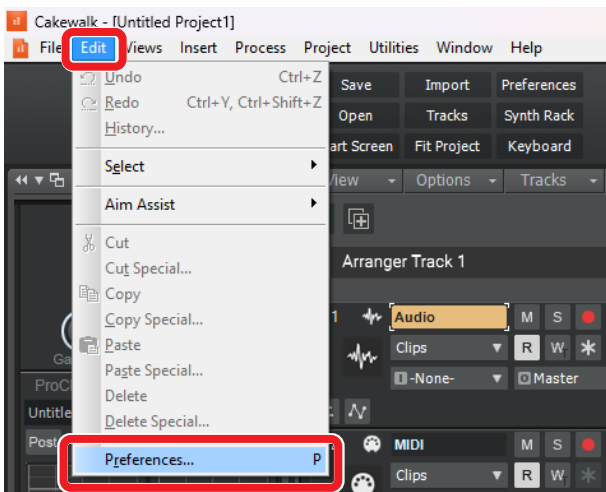 Cakewalk - [Untitled Project1]
File Edit Views Insert Process Project Utilities Window Help
Undo Ctrl+Z
Redo Ctrl+Y, Ctrl+Shift+Z
History...
Select
Aim Assist
Cut
Cut Special...
Copy
Copy Special...
Paste
Paste Special...
Delete
Delete Special...
Preferences... P
Save Import Preferences
Open Tracks Synth Rack
art Screen Fit Project Keyboard
View Options Tracks
Arranger Track 1
1 Audio M S
Clips R W
-None- Master
MIDI M S
Clips R W
Ga
ProC
Untitle
Post